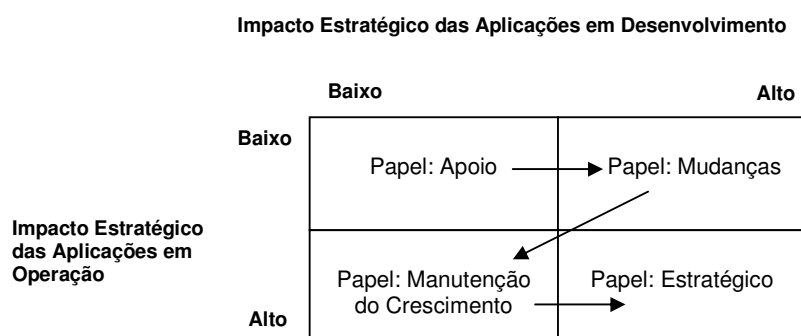 Impacto Estratégico das Aplicações em Desenvolvimento
Baixo Alto
Baixo
Papel: Apoio Papel: Mudanças
Impacto Estratégico
das Aplicações em
Operação
Papel: Manutenção
do Crescimento
Papel: Estratégico
Alto